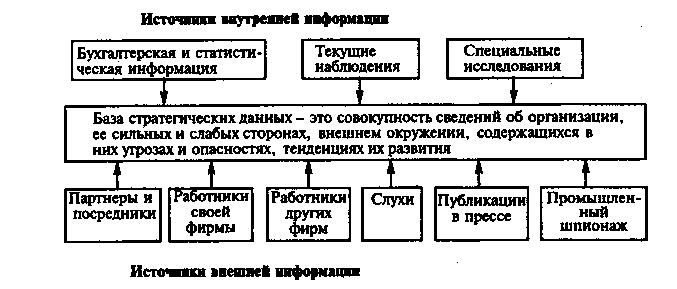 Источники внутренней информации
Бухгалтерская и статисти-
ческая информация
Текущие
наблюдения
Специальные
исследования
База стратегических данных – это совокупность сведений об организации,
ее сильных и слабых сторонах, внешнем окружении, содержащихся в
них угрозах и опасностях, тенденциях их развития
Партнеры и
посредники
Работники
своей
фирмы
Работники
других
фирм
Слухи
Публикации
в прессе
Промышлен-
ный
шпионаж
Источники внешней информации